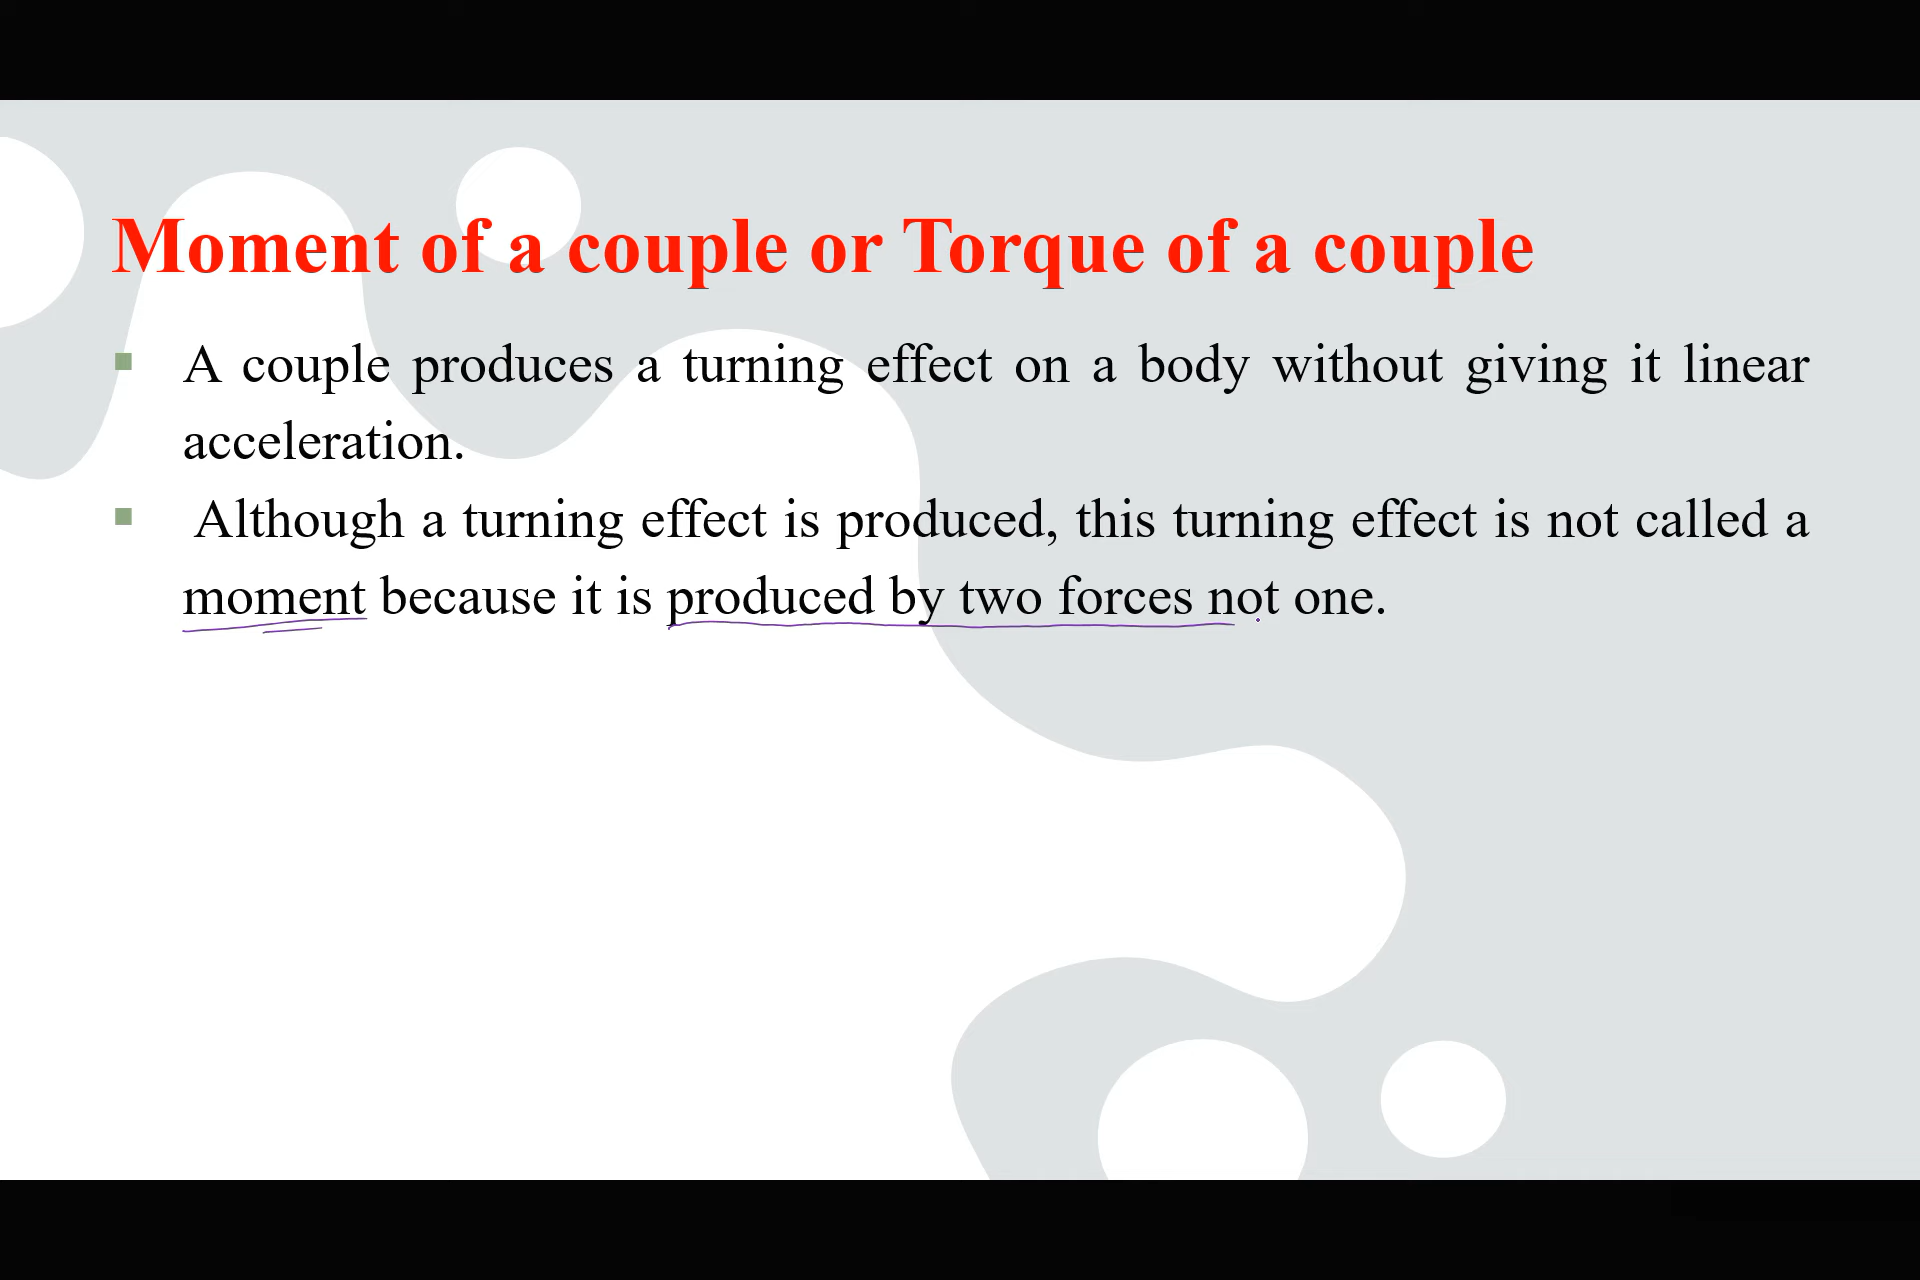 Moment of a couple or Torque of a couple
▪ A couple produces a turning effect on a body without giving it linear
acceleration.
▪ Although a turning effect is produced, this turning effect is not called a
moment because it is produced by two forces not one.